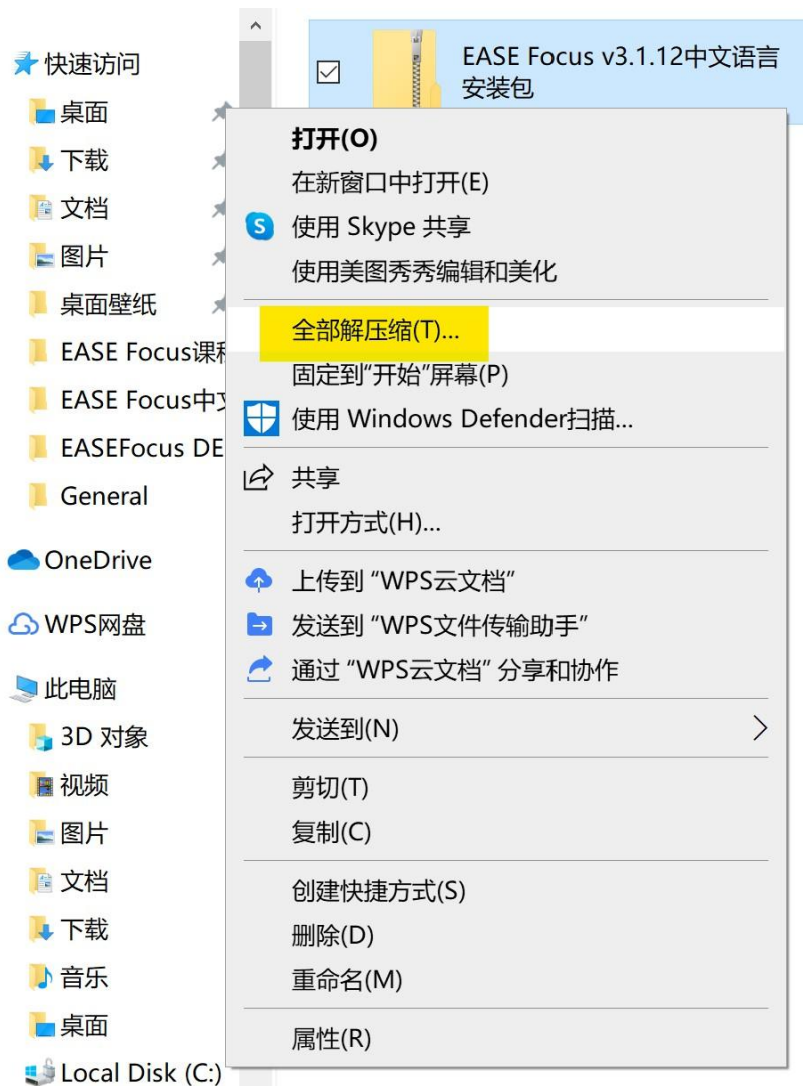 快速访问
桌面
下载
文档
图片
桌面壁纸
EASE Focus课
EASE Focus中
EASEFocus DE
General
OneDrive
WPS网盘
此电脑
3D 对象
视频
图片
文档
下载
音乐
桌面
Local Disk (C:)
EASE Focus v3.1.12中文语言
安装包
打开(O)
在新窗口中打开(E)
使用 Skype 共享
使用美图秀秀编辑和美化
全部解压缩(T)...
固定到"开始"屏幕(P)
使用 Windows Defender扫描...
共享
打开方式(H)...
上传到 “WPS云文档”
发送到 “WPS文件传输助手”
通过 “WPS云文档” 分享和协作
发送到(N)
剪切(T)
复制(C)
创建快捷方式(S)
删除(D)
重命名(M)
属性(R)